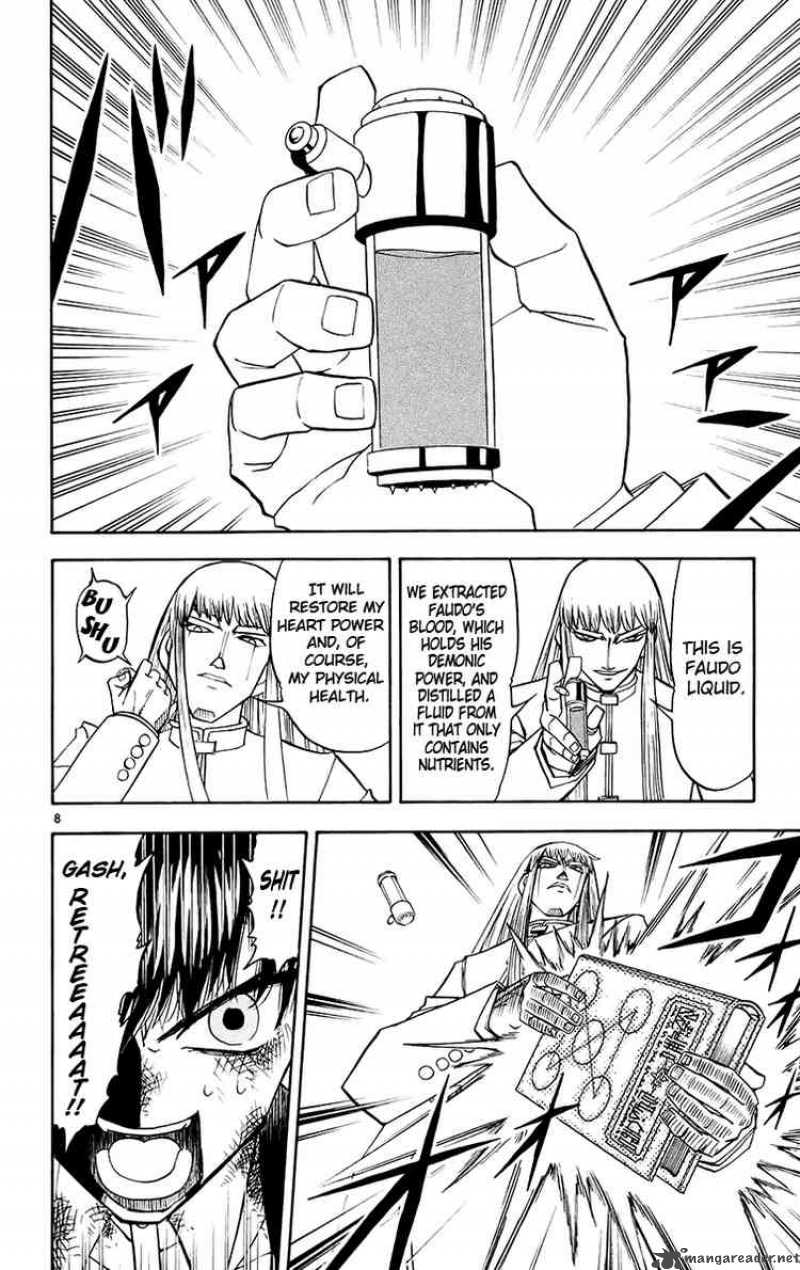 THIS IS
FAUDO
LIQUID.
WE EXTRACTED
FAUDO'S
BLOOD, WHICH
HOLDS HIS
DEMONIC
POWER, AND
DISTILLED A
FLUID FROM
IT THAT ONLY
CONTAINS
NUTRIENTS.
IT WILL
RESTORE MY
HEART POWER
AND, OF
COURSE,
MY PHYSICAL
HEALTH.
BU
SHU
8
SHIT
!!
GASH,
RETREEAAAAT!!
mangareader.net